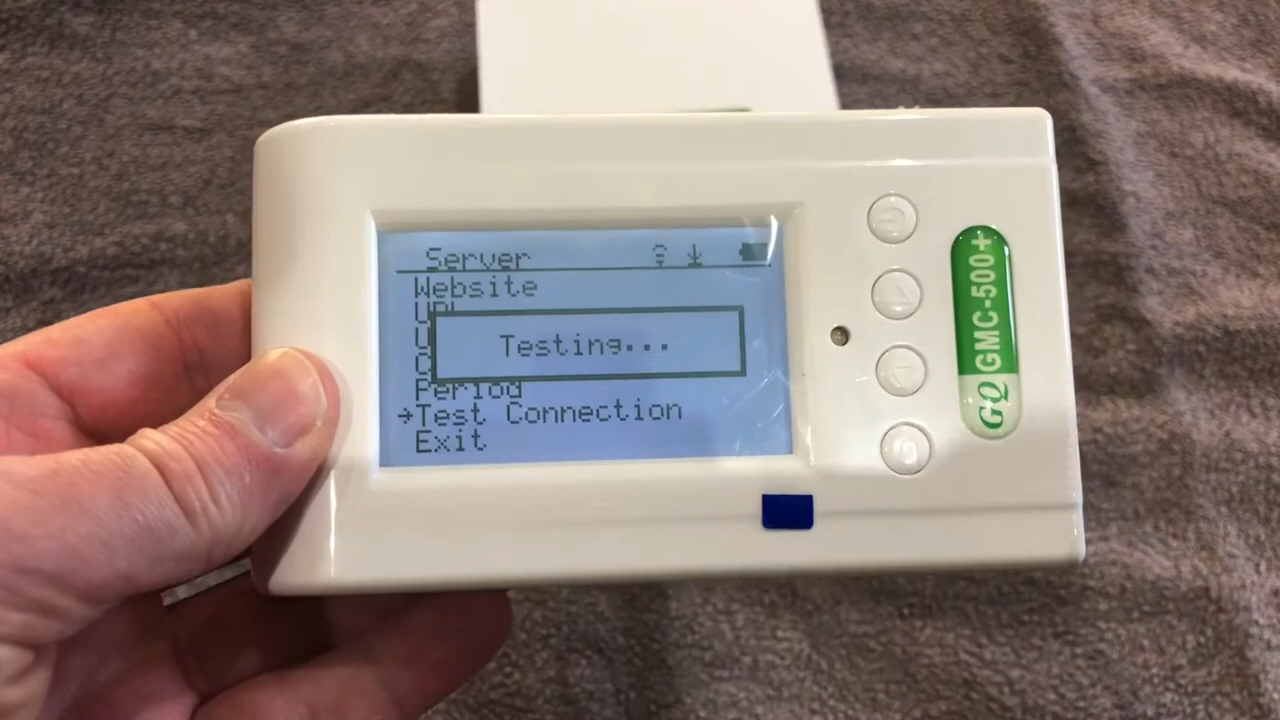 Server
Website
Testing...
Period
→Test Connection
Exit
GQ GMC-500+